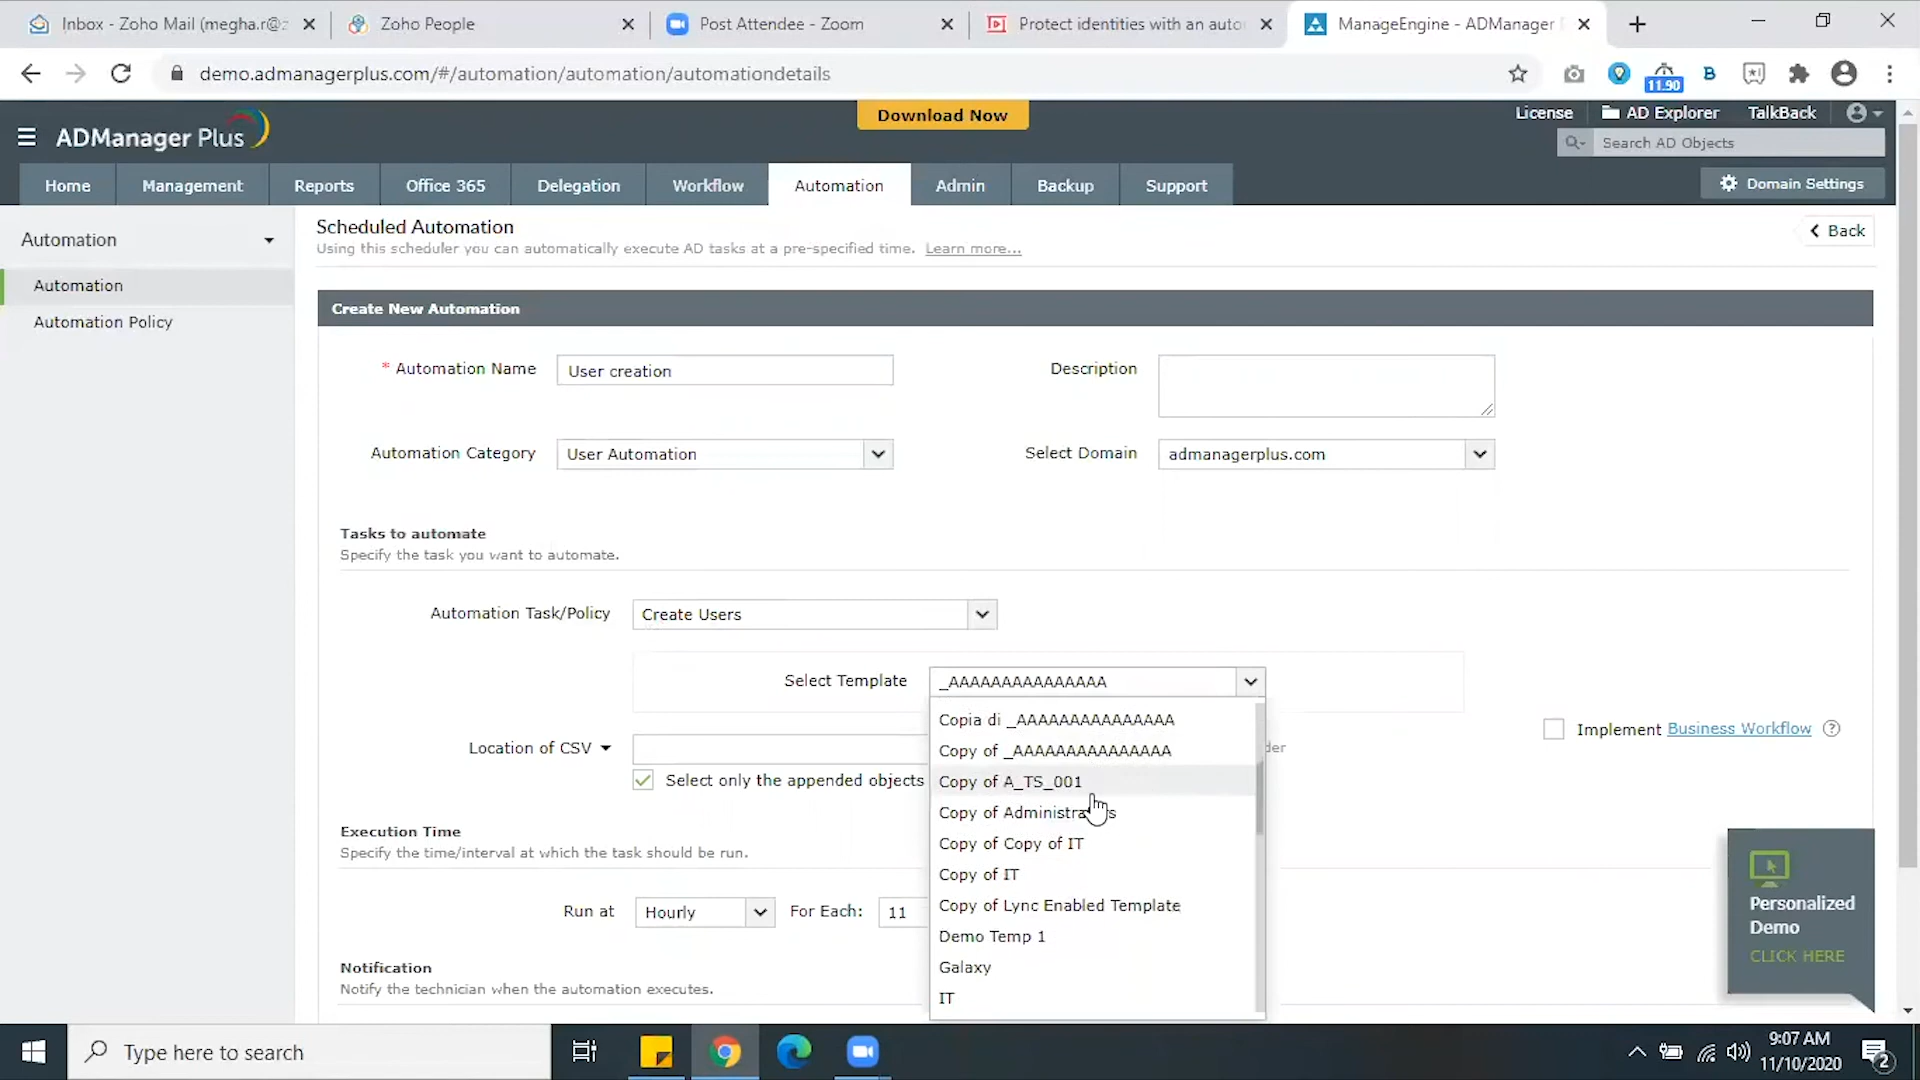 Inbox - Zoho Mail (megha.r@z
Zoho People
Post Attendee - Zoom
Protect identities with an auto
ManageEngine - ADManager
demo.admanagerplus.com/#/automation/automationdetails
11.90
Download Now
License
AD Explorer
TalkBack
ADManager Plus
Search AD Objects
Home
Management
Reports
Office 365
Delegation
Workflow
Automation
Admin
Backup
Support
Domain Settings
Automation
Automation
Automation Policy
Scheduled Automation
Using this scheduler you can automatically execute AD tasks at a pre-specified time. Learn more...
Back
Create New Automation
* Automation Name
User creation
Description
Automation Category
User Automation
Select Domain
admanagerplus.com
Tasks to automate
Specify the task you want to automate.
Automation Task/Policy
Create Users
Select Template
_AAAAAAAAAAAAAAA
Copia di _AAAAAAAAAAAAAAA
Copy of _AAAAAAAAAAAAAAA
Copy of A_TS_001
Copy of Copy of IT
Copy of IT
Copy of Lync Enabled Template
Demo Temp 1
Galaxy
IT
Location of CSV
Select only the appended objects
Implement Business Workflow ?
Execution Time
Specify the time/interval at which the task should be run.
Run at
Hourly
For Each:
11
Notification
Notify the technician when the automation executes.
Personalized
Demo
CLICK HERE
Type here to search
9:07 AM
11/10/2020
2